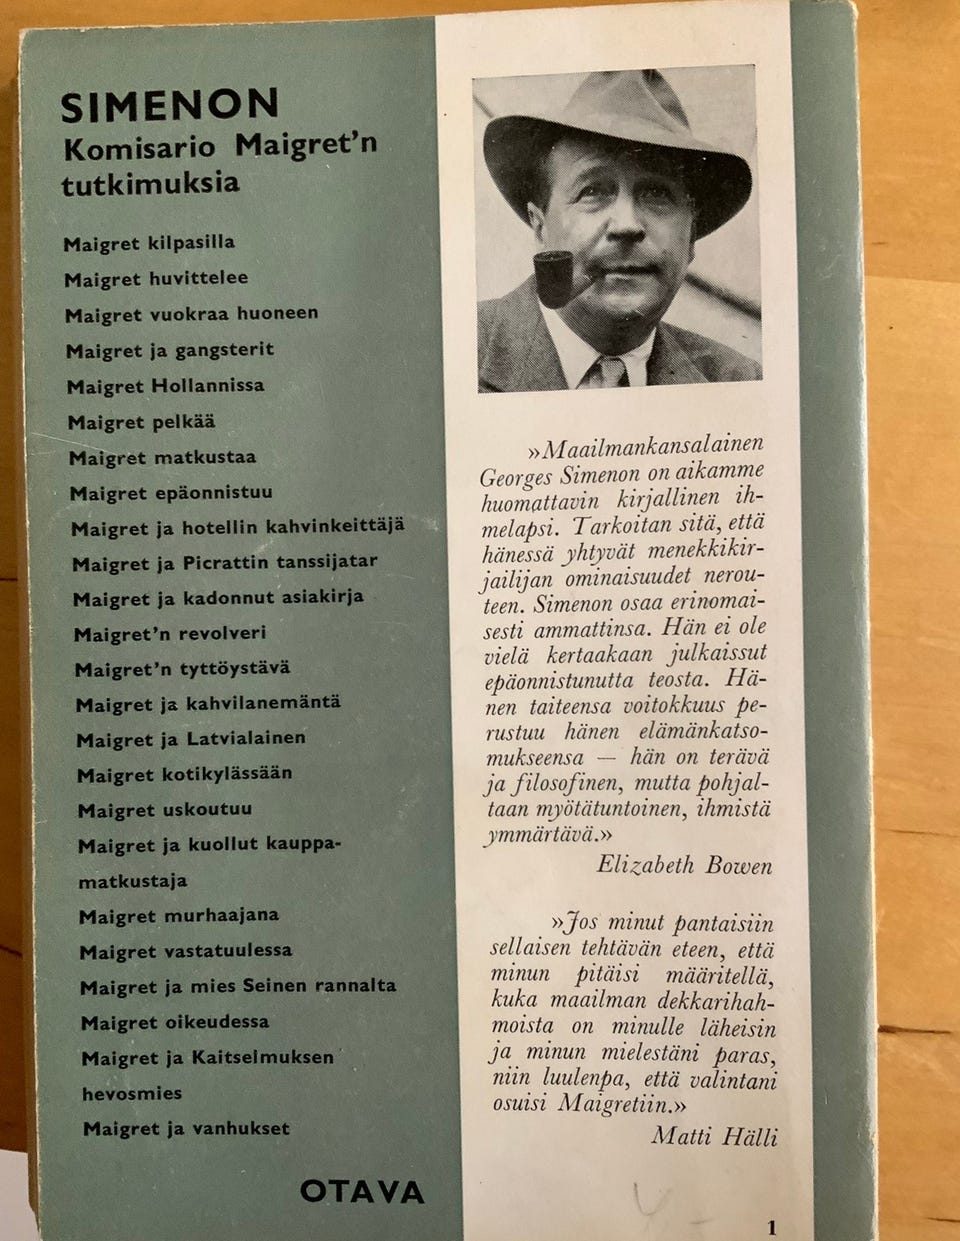 SIMENON
Komisario Maigret'n
tutkimuksia
Maigret kilpasilla
Maigret huvittelee
Maigret vuokraa huoneen
Maigret ja gangsterit
Maigret Hollannissa
Maigret pelkää
Maigret matkustaa
Maigret epäonnistuu
Maigret ja hotellin kahvinkeittäjä
Maigret ja Picrattin tanssijatar
Maigret ja kadonnut asiakirja
Maigret'n revolveri
Maigret'n tyttöystävä
Maigret ja kahvilanemäntä
Maigret ja Latvialainen
Maigret kotikylässään
Maigret uskoutuu
Maigret ja kuollut kauppa-
matkustaja
Maigret murhaajana
Maigret vastatuulessa
Maigret ja mies Seinen rannalta
Maigret oikeudessa
Maigret ja Kaitselmuksen
hevosmies
Maigret ja vanhukset
OTAVA
»Maailmankansalainen
Georges Simenon on aikamme
huomattavin kirjallinen ih-
melapsi. Tarkoitan sitä, että
hänessä yhtyvät menekkikir-
jailijan ominaisuudet nerou-
teen. Simenon osaa erinomai-
sesti ammattinsa. Hän ei ole
vielä kertaakaan julkaissut
epäonnistunutta teosta. Hä-
nen taiteensa voitokkuus pe-
rustuu hänen elämänkatso-
mukseensa — hän on terävä
ja filosofinen, mutta pohjal-
taan myötätuntoinen, ihmistä
ymmärtävä.»
Elizabeth Bowen
»Jos minut pantaisiin
sellaisen tehtävän eteen, että
minun pitäisi määritellä,
kuka maailman dekkarihah-
moista on minulle läheisin
ja minun mielestäni paras,
niin luulenpa, että valintani
osuisi Maigretiin.»
Matti Hälli
1